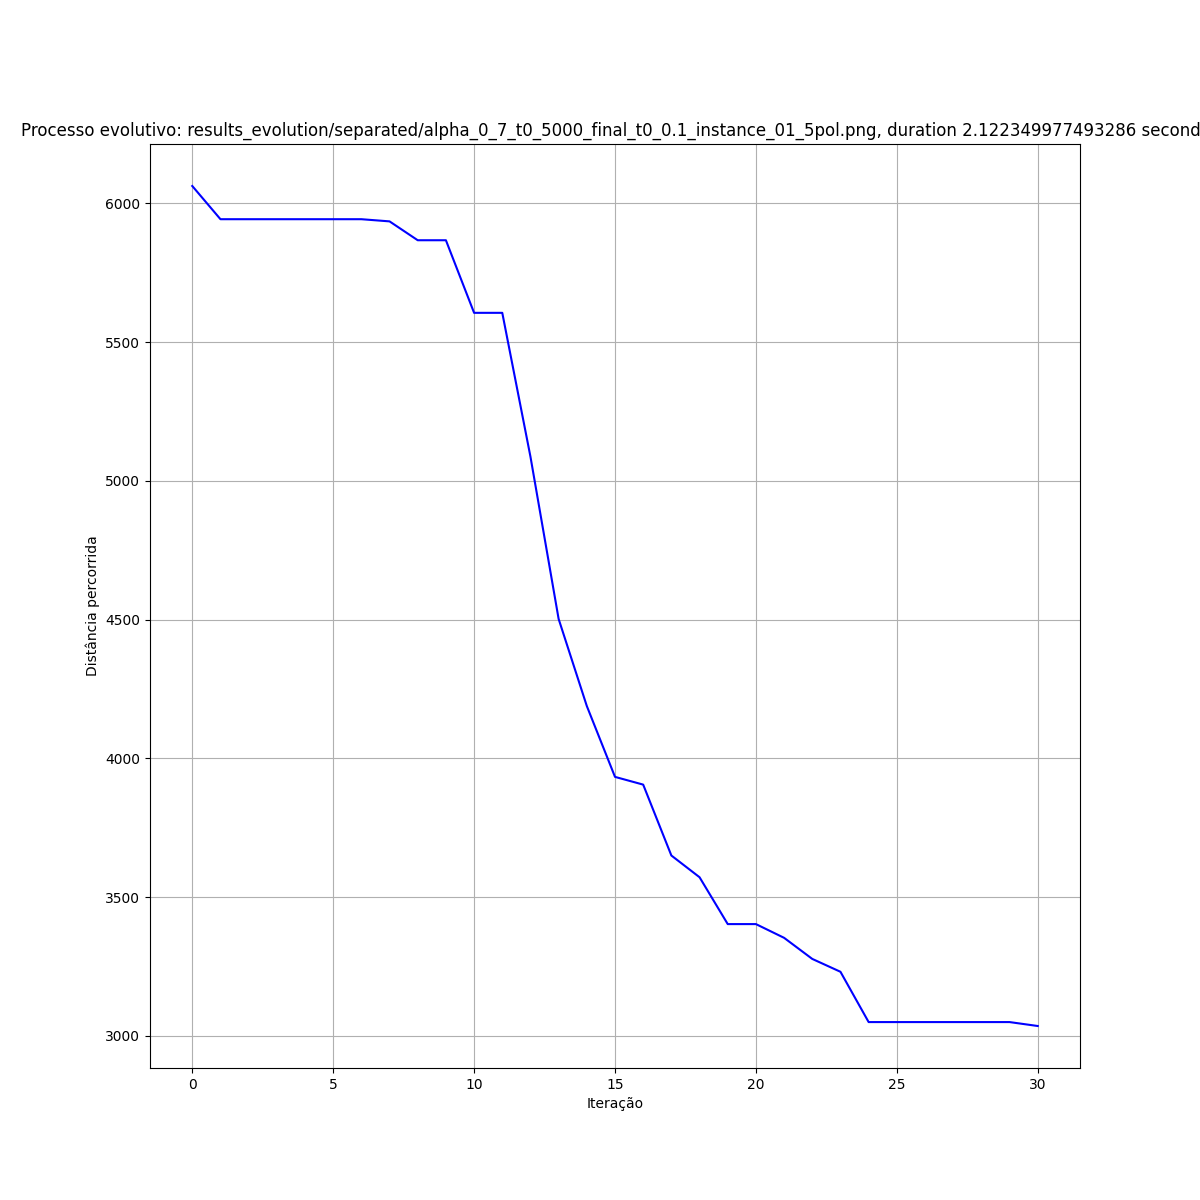 Processo evolutivo: results_evolution/separated/alpha_0_7_t0_5000_final_t0_0.1_instance_01_5pol.png, duration 2.122349977493286 second
6000
5500
5000
4500
4000
3500
3000
Distância percorrida
0 5 10 15 20 25 30
Iteração